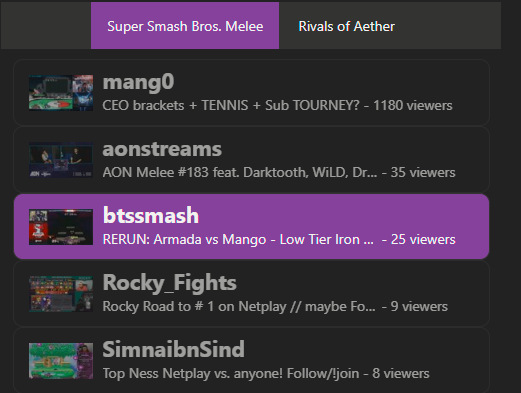 Super Smash Bros. Melee Rivals of Aether
mang0
CEO brackets + TENNIS + Sub TOURNEY? - 1180 viewers
aonstreams
AON Melee #183 feat. Darktooth, WiLD, Dr... - 35 viewers
btssmash
RERUN: Armada vs Mango - Low Tier Iron ... - 25 viewers
Rocky_Fights
Rocky Road to # 1 on Netplay // maybe Fo... - 9 viewers
SimnaibnSind
Top Ness Netplay vs. anyone! Follow/!join - 8 viewers